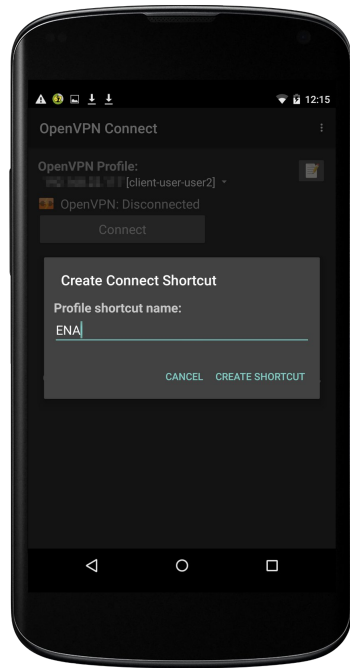 12:15
OpenVPN Connect
OpenVPN Profile:
[client-user-user2]
OpenVPN: Disconnected
Connect
Create Connect Shortcut
Profile shortcut name:
ENA
CANCEL CREATE SHORTCUT